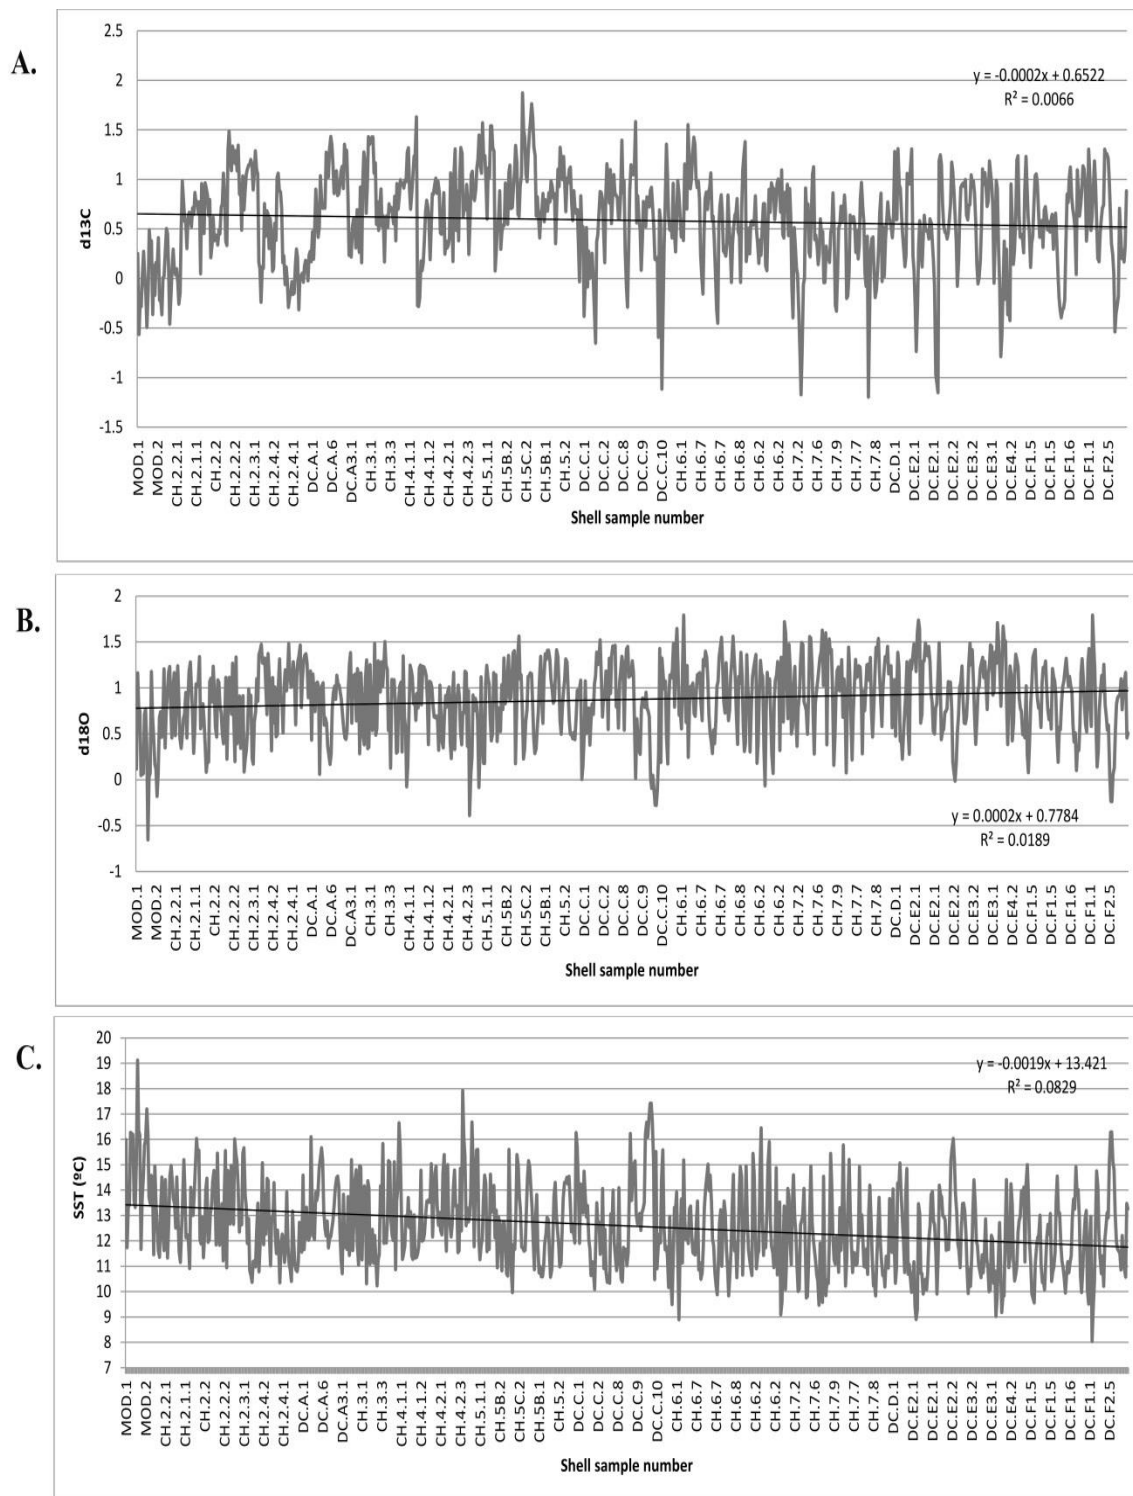 A.
2.5
2
1.5
1
0.5
0
-0.5
-1
-1.5
d13C
y = -0.0002x + 0.6522
R² = 0.0066
MOD.1
MOD.2
CH.2.2.1
CH.2.1.1
CH.2.2
CH.2.2.2
CH.2.3.1
CH.2.4.2
CH.2.4.1
DC.A.1
DC.A.6
DC.A3.1
CH.3.1
CH.3.3
CH.4.1.1
CH.4.1.2
CH.4.2.1
CH.4.2.3
CH.5.1.1
CH.5B.2
CH.5C.2
CH.5B.1
CH.5.2
DC.C.1
DC.C.2
DC.C.8
DC.C.9
DC.C.10
CH.6.1
CH.6.7
CH.6.7
CH.6.8
CH.6.2
CH.6.2
CH.7.2
CH.7.6
CH.7.9
CH.7.7
CH.7.8
DC.D.1
DC.E2.1
DC.E2.1
DC.E2.2
DC.E3.2
DC.E3.1
DC.E4.2
DC.F1.5
DC.F1.5
DC.F1.6
DC.F1.1
DC.F2.5
Shell sample number
B.
2
1.5
1
0.5
0
-0.5
-1
d18O
y = 0.0002x + 0.7784
R² = 0.0189
MOD.1
MOD.2
CH.2.2.1
CH.2.1.1
CH.2.2
CH.2.2.2
CH.2.3.1
CH.2.4.2
CH.2.4.1
DC.A.1
DC.A.6
DC.A3.1
CH.3.1
CH.3.3
CH.4.1.1
CH.4.1.2
CH.4.2.1
CH.4.2.3
CH.5.1.1
CH.5B.2
CH.5C.2
CH.5B.1
CH.5.2
DC.C.1
DC.C.2
DC.C.8
DC.C.9
DC.C.10
CH.6.1
CH.6.7
CH.6.7
CH.6.8
CH.6.2
CH.6.2
CH.7.2
CH.7.6
CH.7.9
CH.7.7
CH.7.8
DC.D.1
DC.E2.1
DC.E2.1
DC.E2.2
DC.E3.2
DC.E3.1
DC.E4.2
DC.F1.5
DC.F1.5
DC.F1.6
DC.F1.1
DC.F2.5
Shell sample number
C.
20
19
18
17
16
15
14
13
12
11
10
9
8
7
SST (ºC)
y = -0.0019x + 13.421
R² = 0.0829
MOD.1
MOD.2
CH.2.2.1
CH.2.1.1
CH.2.2
CH.2.2.2
CH.2.3.1
CH.2.4.2
CH.2.4.1
DC.A.1
DC.A.6
DC.A3.1
CH.3.1
CH.3.3
CH.4.1.1
CH.4.1.2
CH.4.2.1
CH.4.2.3
CH.5.1.1
CH.5B.2
CH.5C.2
CH.5B.1
CH.5.2
DC.C.1
DC.C.2
DC.C.8
DC.C.9
DC.C.10
CH.6.1
CH.6.7
CH.6.7
CH.6.8
CH.6.2
CH.6.2
CH.7.2
CH.7.6
CH.7.9
CH.7.7
CH.7.8
DC.D.1
DC.E2.1
DC.E2.1
DC.E2.2
DC.E3.2
DC.E3.1
DC.E4.2
DC.F1.5
DC.F1.5
DC.F1.6
DC.F1.1
DC.F2.5
Shell sample number